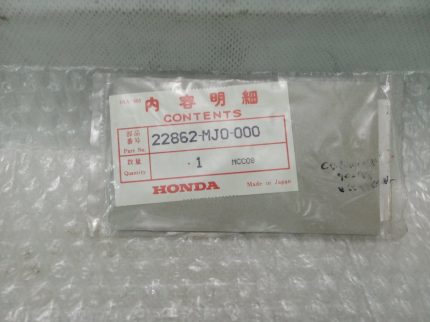 内容明細
CONTENTS
部品番号 Part No. 22862-MJ0-000
数量 Quantity 1 MCC08
HONDA Made in Japan